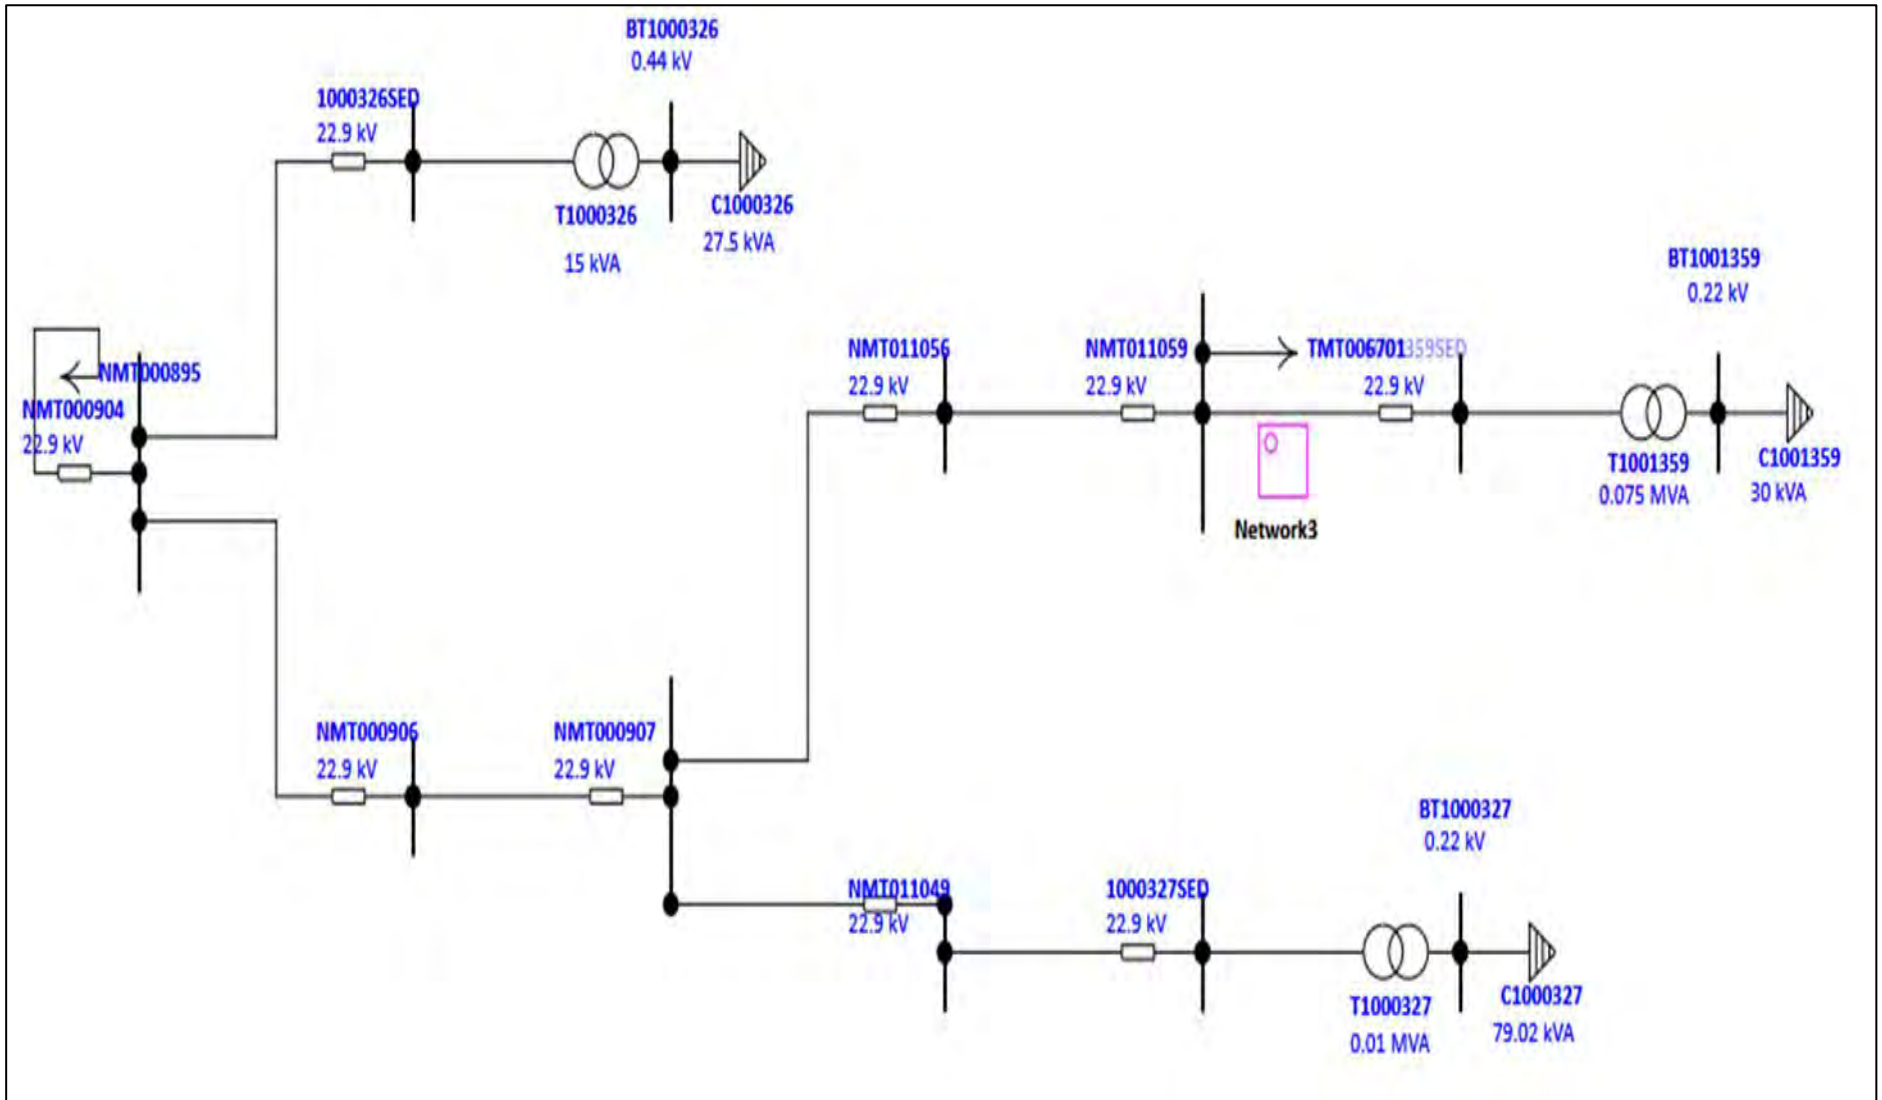 BT1000326
0.44 kV
1000326SED
22.9 kV
T1000326
15 kVA
C1000326
27.5 kVA
NMT000895
NMT000904
22.9 kV
NMT011056
22.9 kV
NMT011059
22.9 kV
TMT006701
359SED
22.9 kV
BT1001359
0.22 kV
T1001359
0.075 MVA
C1001359
30 kVA
Network3
NMT000906
22.9 kV
NMT000907
22.9 kV
NMT011049
22.9 kV
1000327SED
22.9 kV
BT1000327
0.22 kV
T1000327
0.01 MVA
C1000327
79.02 kVA